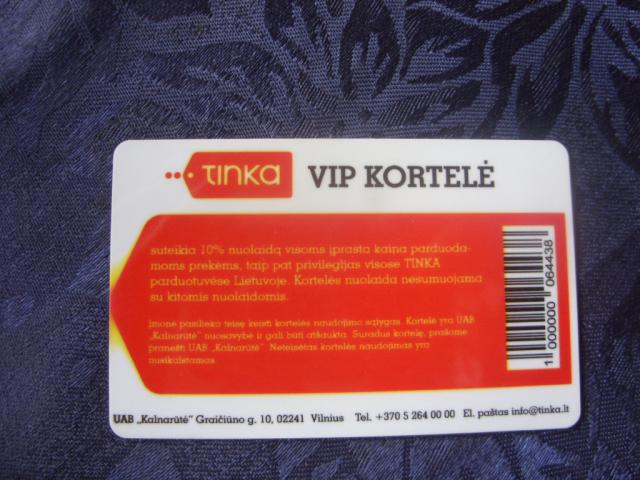 TINKA VIP KORTELĖ
suteikia 10% nuolaidą visoms įprasta kaina parduoda-
moms prekėms, taip pat privilegijas visose TINKA
parduotuvėse Lietuvoje. Kortelės nuolaida nesumuojama
su kitomis nuolaidomis.
Įmonė pasilieka teisę keisti kortelės naudojimo sąlygas. Kortelė yra UAB
„Kalnarūtė" nuosavybė ir gali būti atšaukta. Suradus kortelę, prašome
pranešti UAB „Kalnarūtė". Neteisėtas kortelės naudojimas yra
nusikalstamas.
1 000000 064438
UAB „Kalnarūtė" Graičiūno g. 10, 02241 Vilnius Tel. +370 5 264 00 00 El. paštas info@tinka.lt